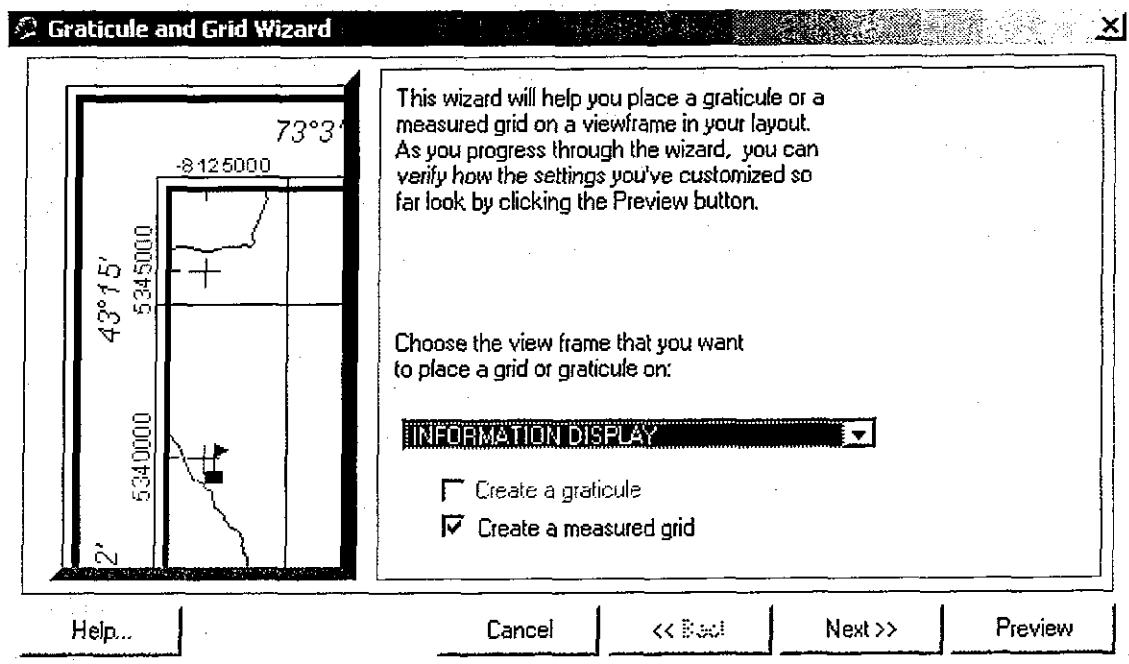 Graticule and Grid Wizard
73°3'
-8125000
43°15'
5345000
5340000
2'
This wizard will help you place a graticule or a
measured grid on a viewframe in your layout.
As you progress through the wizard, you can
verify how the settings you've customized so
far look by clicking the Preview button.
Choose the view frame that you want
to place a grid or graticule on:
INFORMATION DISPLAY
Create a graticule
Create a measured grid
Help...
Cancel
<< Back
Next >>
Preview